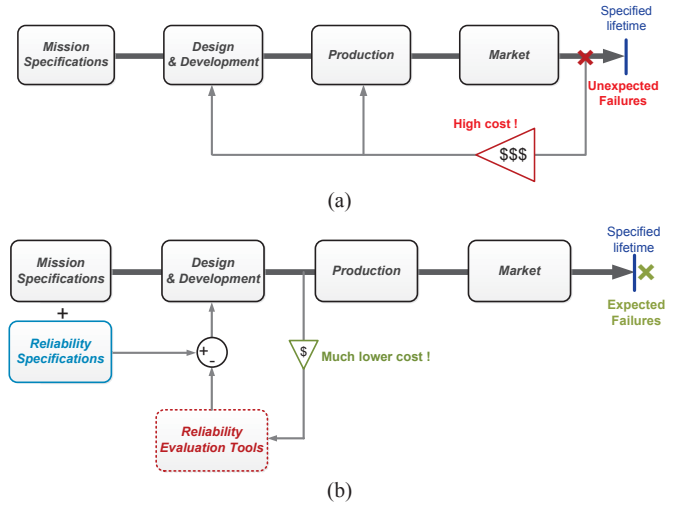 Specified
lifetime
Mission
Specifications
Design
& Development
Production
Market
Unexpected
Failures
High cost !
$$$
(a)
Specified
lifetime
Mission
Specifications
Design
& Development
Production
Market
Expected
Failures
+
Reliability
Specifications
+
-
$
Much lower cost !
Reliability
Evaluation Tools
(b)